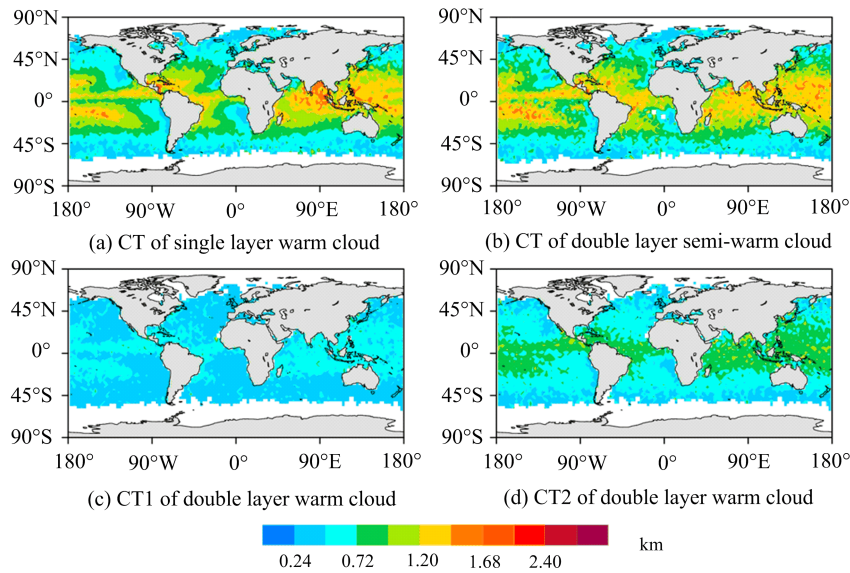 90°N 90°N
45°N 45°N
0° 0°
45°S 45°S
90°S 90°S
180° 90°W 0° 90°E 180° 180° 90°W 0° 90°E 180°
(a) CT of single layer warm cloud (b) CT of double layer semi-warm cloud
90°N 90°N
45°N 45°N
0° 0°
45°S 45°S
90°S 90°S
180° 90°W 0° 90°E 180° 180° 90°W 0° 90°E 180°
(c) CT1 of double layer warm cloud (d) CT2 of double layer warm cloud
km
0.24 0.72 1.20 1.68 2.40